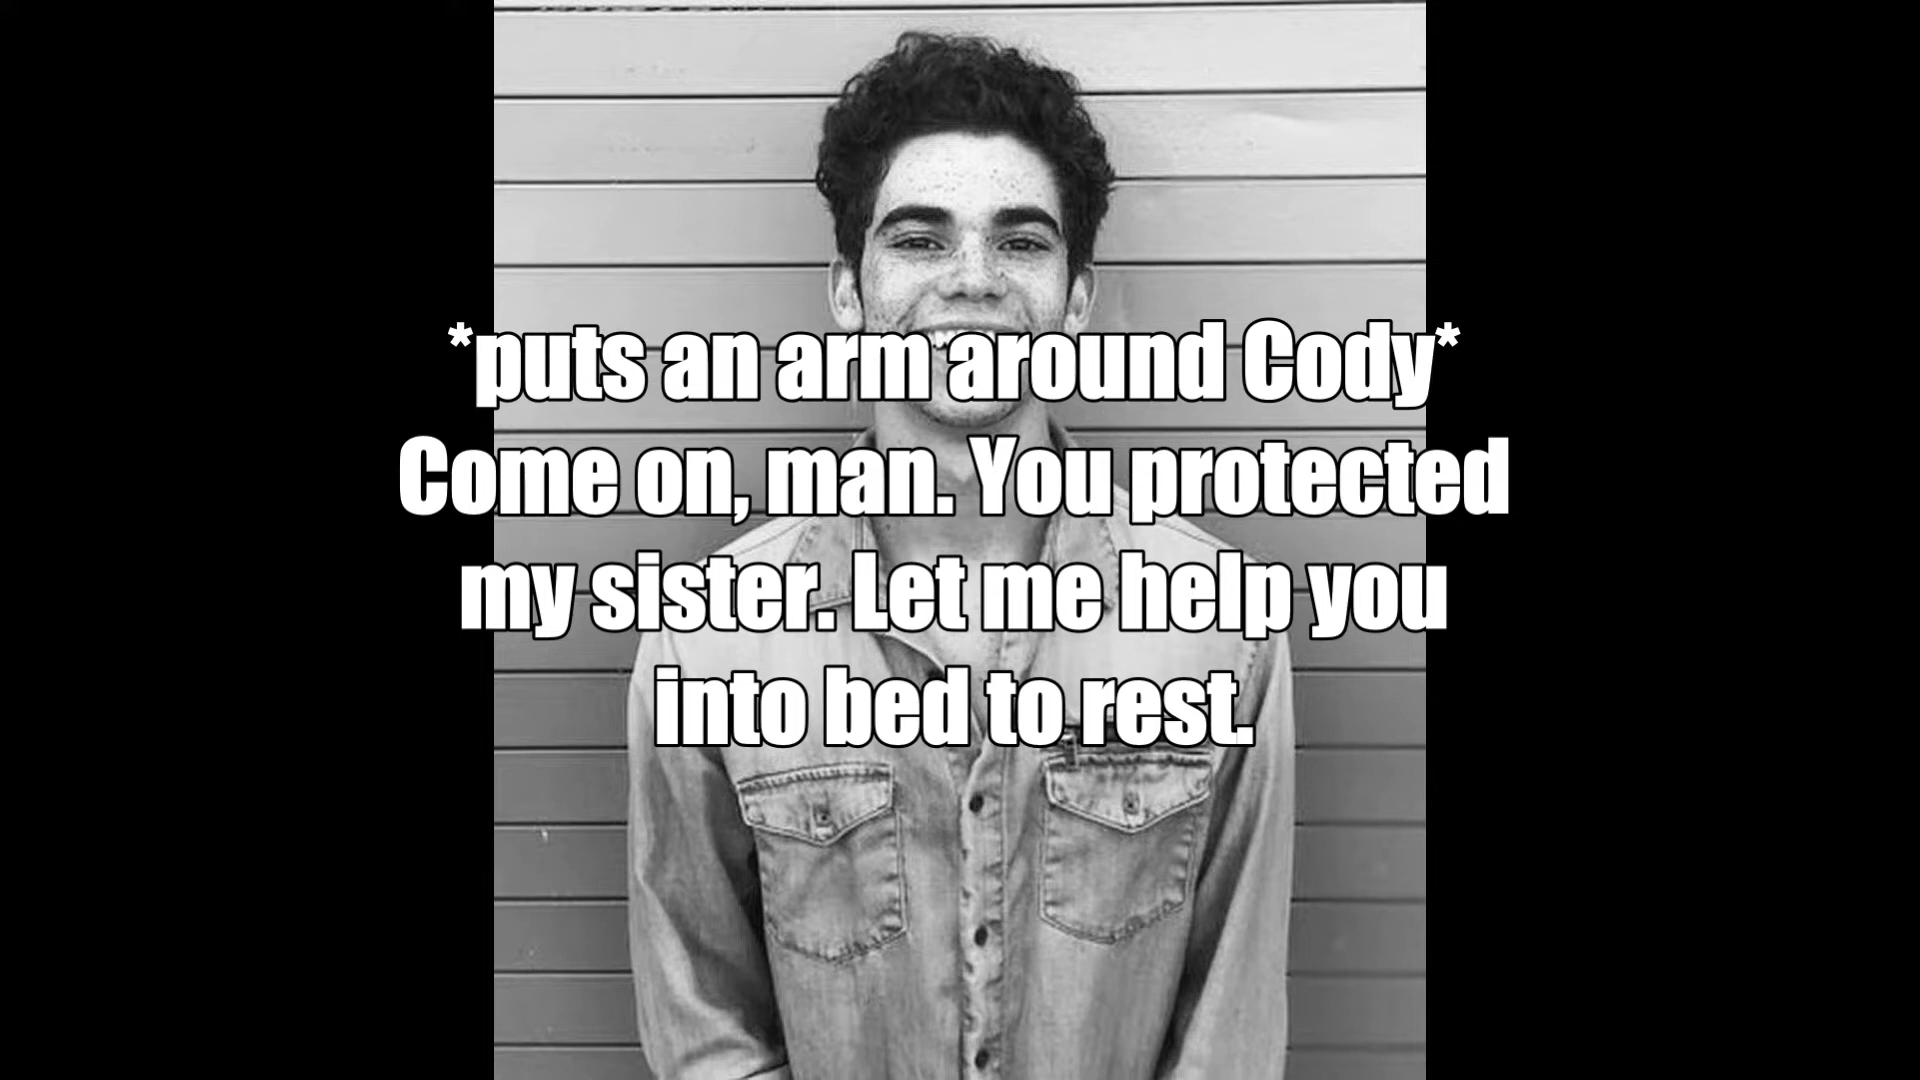 *puts an arm around Cody*
Come on, man. You protected
my sister. Let me help you
into bed to rest.